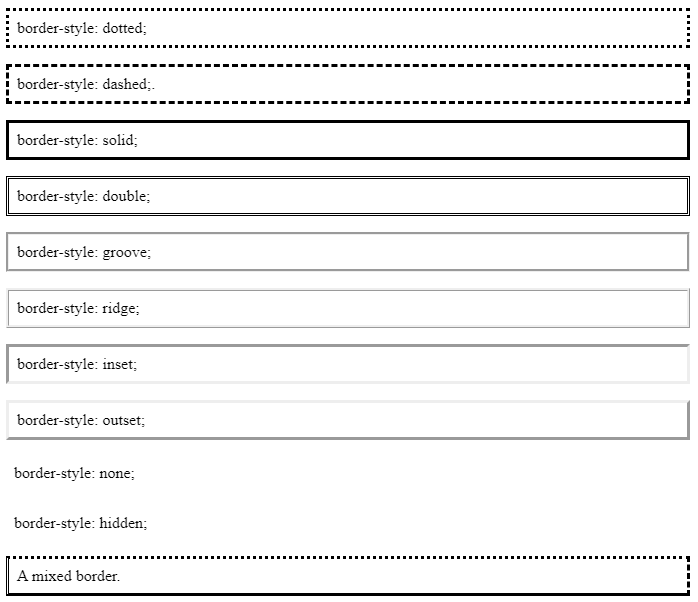 border-style: dotted;
border-style: dashed;.
border-style: solid;
border-style: double;
border-style: groove;
border-style: ridge;
border-style: inset;
border-style: outset;
border-style: none;
border-style: hidden;
A mixed border.